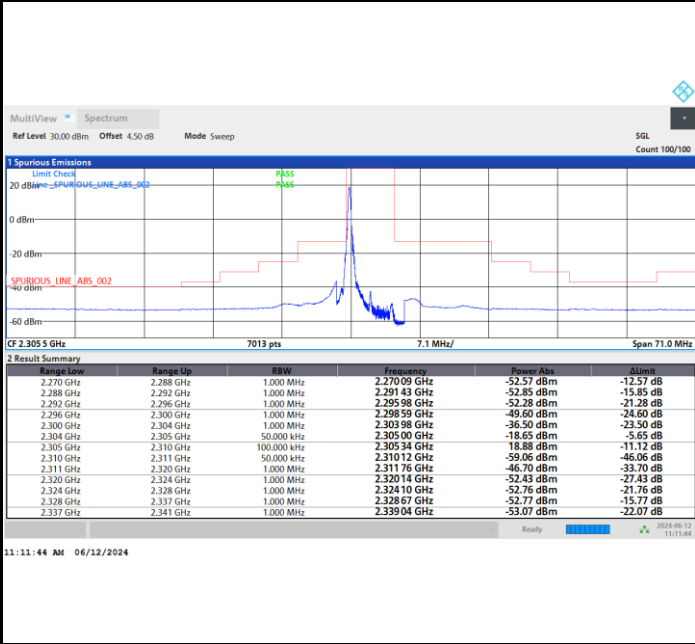 MultiView Spectrum
Ref Level 30.00 dBm Offset 4.50 dB Mode Sweep SGL
Count 100/100
1 Spurious Emissions
Limit Check PASS
20 dBm Line _SPURIOUS_LINE_ABS_002 PASS
0 dBm
-20 dBm
_SPURIOUS_LINE_ABS_002
-40 dBm
-60 dBm
CF 2.305 5 GHz 7013 pts 7.1 MHz/ Span 71.0 MHz
2 Result Summary
Range Low Range Up RBW Frequency Power Abs ΔLimit
2.270 GHz 2.288 GHz 1.000 MHz 2.270 09 GHz -52.57 dBm -12.57 dB
2.288 GHz 2.292 GHz 1.000 MHz 2.291 43 GHz -52.85 dBm -15.85 dB
2.292 GHz 2.296 GHz 1.000 MHz 2.295 98 GHz -52.28 dBm -21.28 dB
2.296 GHz 2.300 GHz 1.000 MHz 2.298 59 GHz -49.60 dBm -24.60 dB
2.300 GHz 2.304 GHz 1.000 MHz 2.303 98 GHz -36.50 dBm -23.50 dB
2.304 GHz 2.305 GHz 50.000 kHz 2.305 00 GHz -18.65 dBm -5.65 dB
2.305 GHz 2.310 GHz 100.000 kHz 2.305 34 GHz 18.88 dBm -11.12 dB
2.310 GHz 2.311 GHz 50.000 kHz 2.310 12 GHz -59.06 dBm -46.06 dB
2.311 GHz 2.320 GHz 1.000 MHz 2.311 76 GHz -46.70 dBm -33.70 dB
2.320 GHz 2.324 GHz 1.000 MHz 2.320 14 GHz -52.43 dBm -27.43 dB
2.324 GHz 2.328 GHz 1.000 MHz 2.324 10 GHz -52.76 dBm -21.76 dB
2.328 GHz 2.337 GHz 1.000 MHz 2.328 67 GHz -52.77 dBm -15.77 dB
2.337 GHz 2.341 GHz 1.000 MHz 2.339 04 GHz -53.07 dBm -22.07 dB
Ready 2024-06-12
11:11:44
11:11:44 AM 06/12/2024